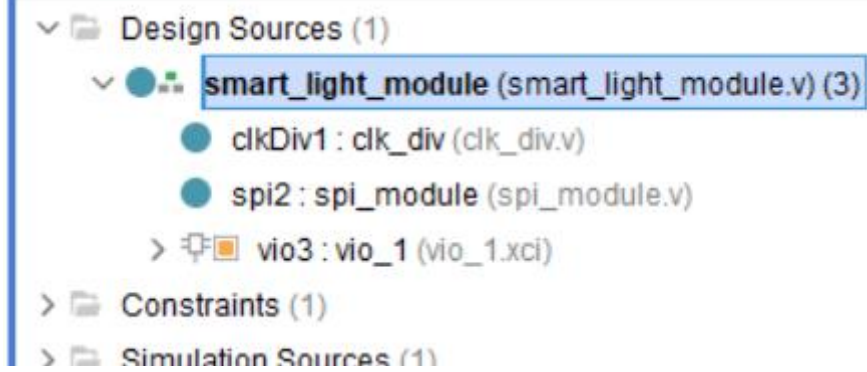 Design Sources (1)
smart_light_module (smart_light_module.v) (3)
clkDiv1 : clk_div (clk_div.v)
spi2 : spi_module (spi_module.v)
vio3 : vio_1 (vio_1.xci)
Constraints (1)
Simulation Sources (1)